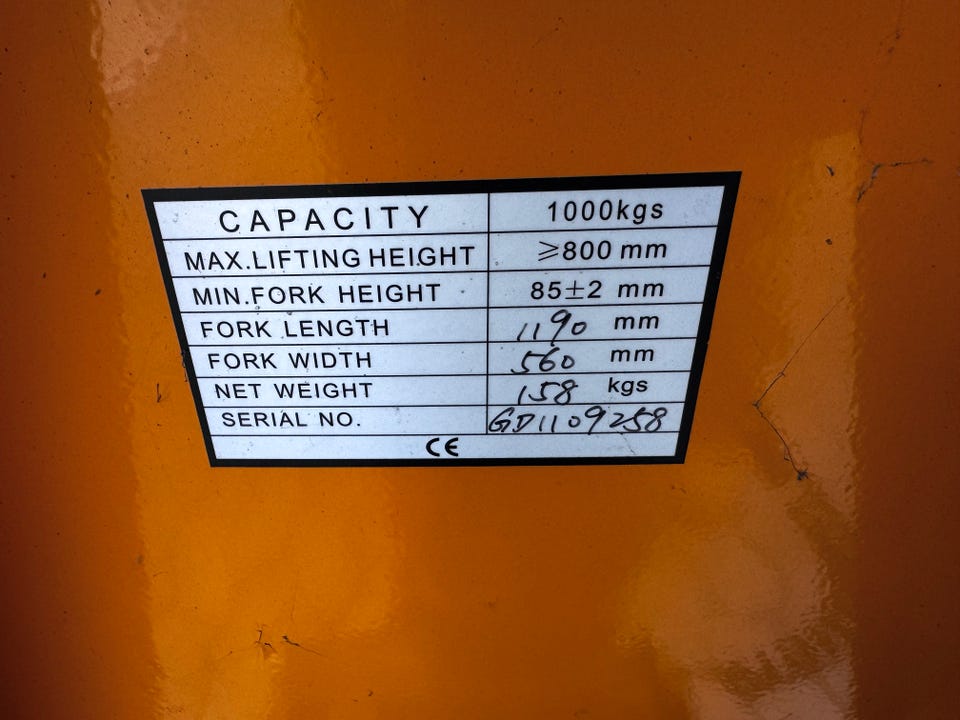 CAPACITY 1000kgs
MAX.LIFTING HEIGHT ≥800 mm
MIN.FORK HEIGHT 85±2 mm
FORK LENGTH 1190 mm
FORK WIDTH 560 mm
NET WEIGHT 158 kgs
SERIAL NO. GD1109258
CE